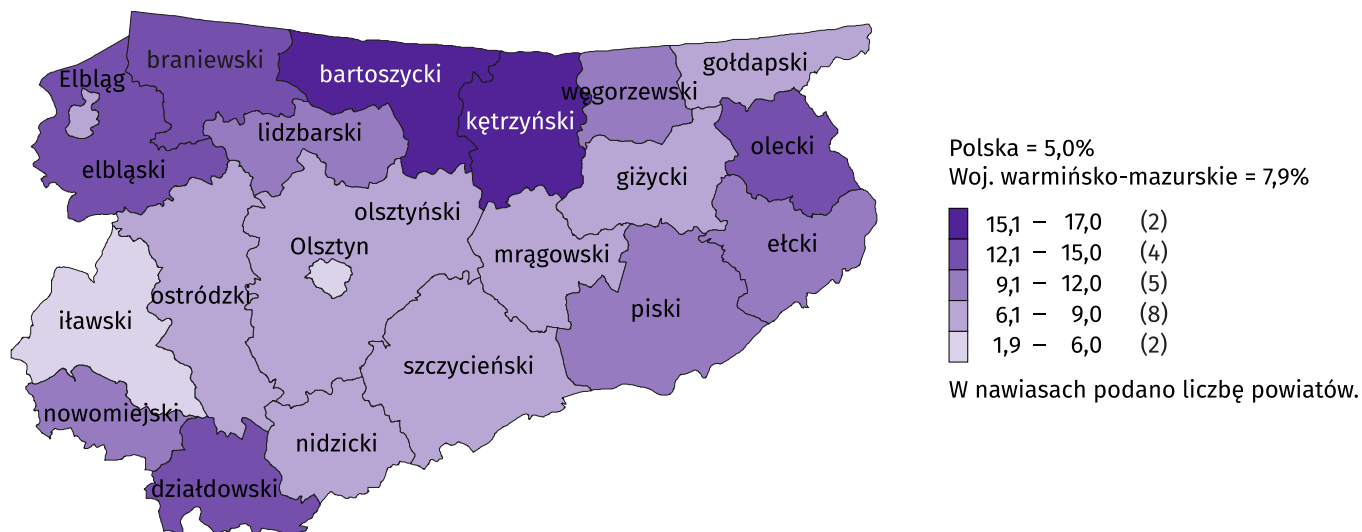 braniewski
Elbląg
bartoszycki
gołdapski
węgorzewski
kętrzyński
lidzbarski
olecki
elbląski
giżycki
olsztyński
Olsztyn
mrągowski
ełcki
ostródzki
iławski
piski
szczycieński
nowomiejski
nidzicki
działdowski
Polska = 5,0%
Woj. warmińsko-mazurskie = 7,9%
15,1 – 17,0 (2)
12,1 – 15,0 (4)
9,1 – 12,0 (5)
6,1 – 9,0 (8)
1,9 – 6,0 (2)
W nawiasach podano liczbę powiatów.